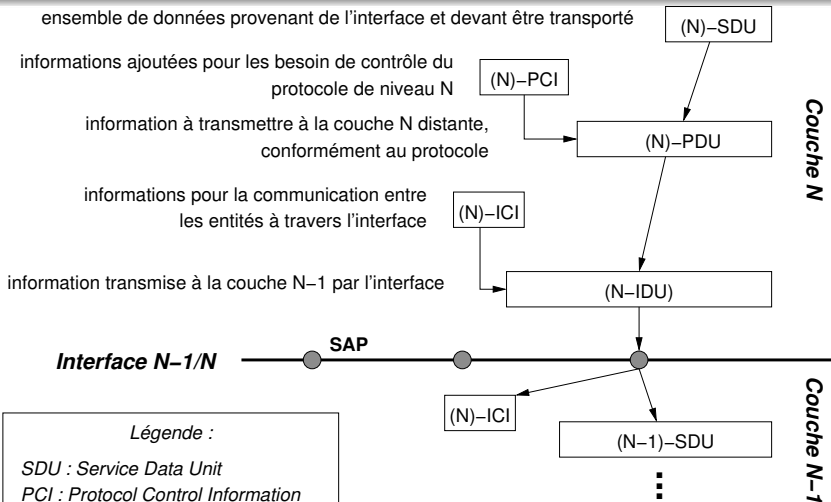 ensemble de données provenant de l'interface et devant être transporté
(N)−SDU
informations ajoutées pour les besoin de contrôle du
protocole de niveau N
(N)−PCI
information à transmettre à la couche N distante,
conformément au protocole
(N)−PDU
Couche N
informations pour la communication entre
les entités à travers l'interface
(N)−ICI
information transmise à la couche N−1 par l'interface
(N−IDU)
SAP
Interface N−1/N
(N)−ICI
(N−1)−SDU
Couche N−1
Légende :
SDU : Service Data Unit
PCI : Protocol Control Information